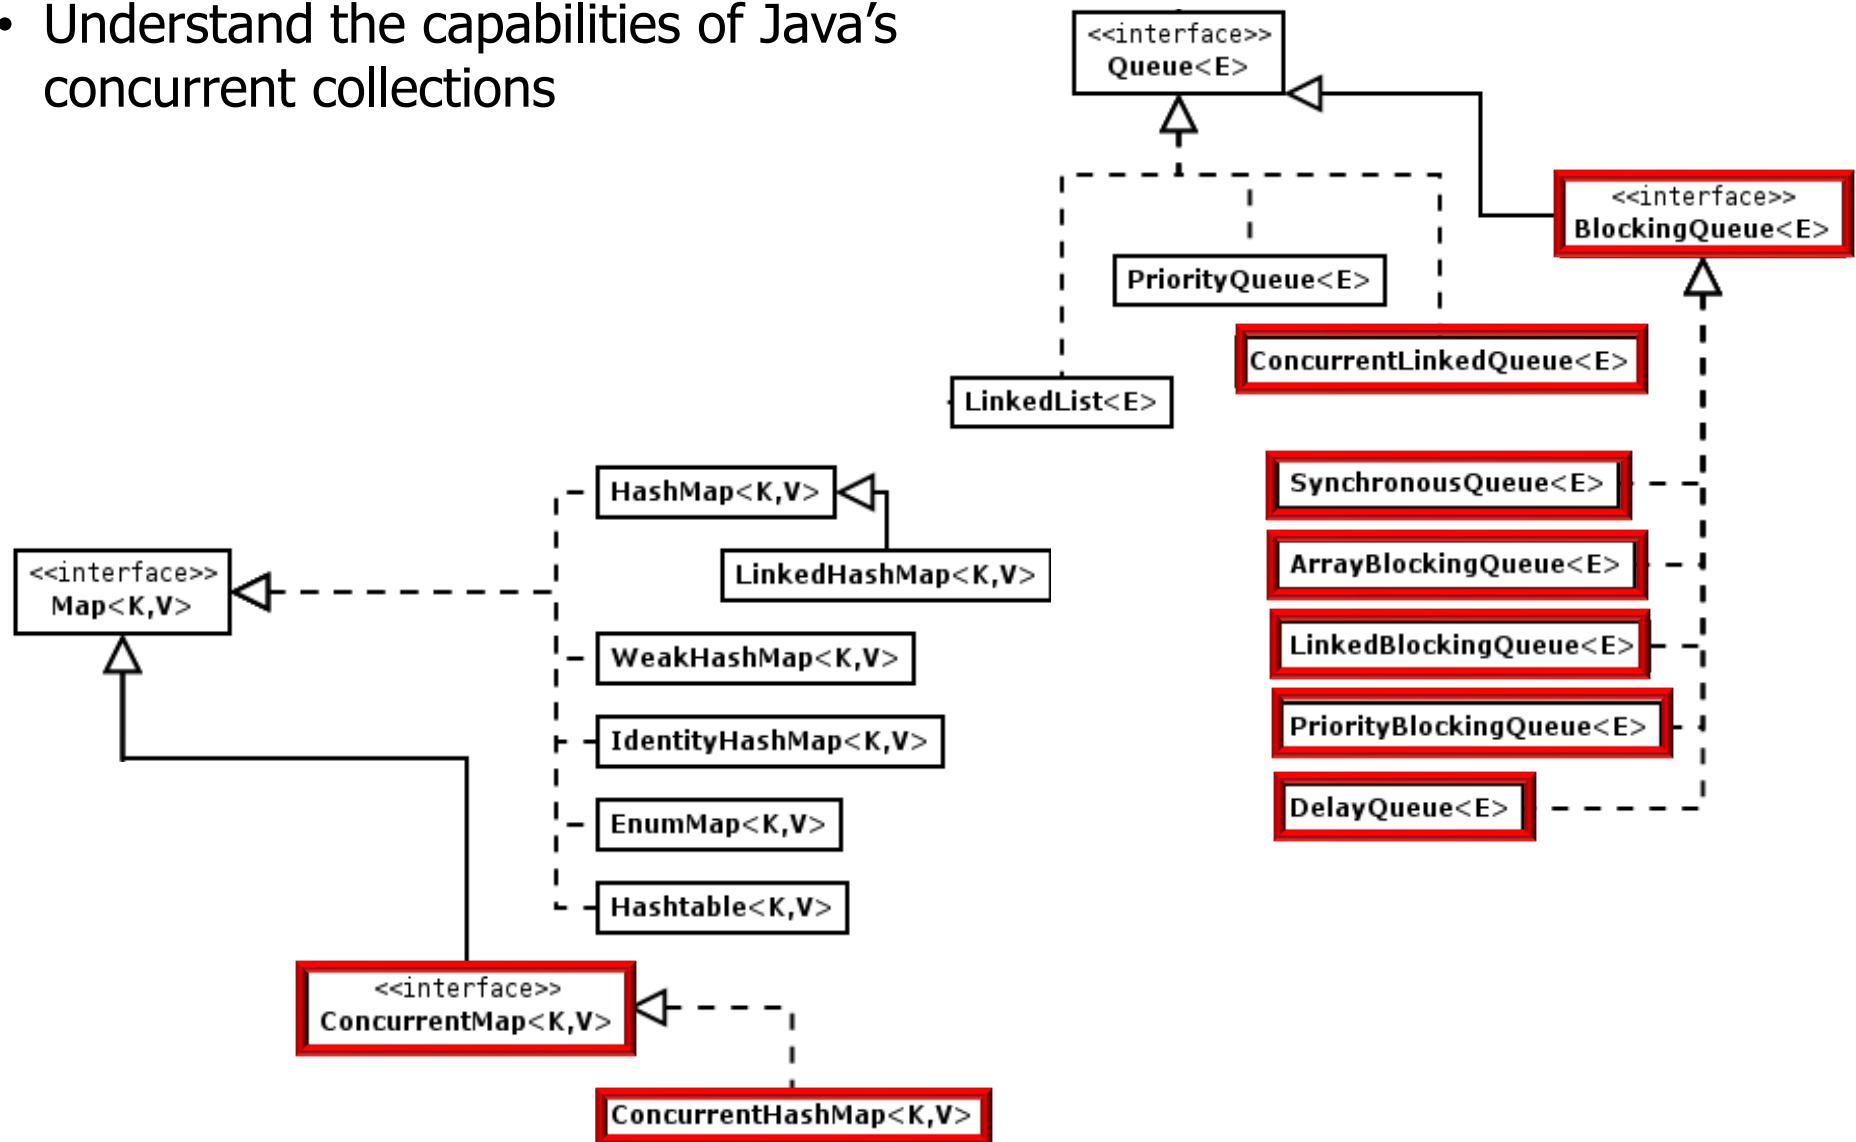 • Understand the capabilities of Java’s
concurrent collections
<<interface>>
Queue<E>
<<interface>>
BlockingQueue<E>
PriorityQueue<E>
ConcurrentLinkedQueue<E>
LinkedList<E>
SynchronousQueue<E>
ArrayBlockingQueue<E>
LinkedBlockingQueue<E>
PriorityBlockingQueue<E>
DelayQueue<E>
HashMap<K,V>
LinkedHashMap<K,V>
<<interface>>
Map<K,V>
WeakHashMap<K,V>
IdentityHashMap<K,V>
EnumMap<K,V>
Hashtable<K,V>
<<interface>>
ConcurrentMap<K,V>
ConcurrentHashMap<K,V>